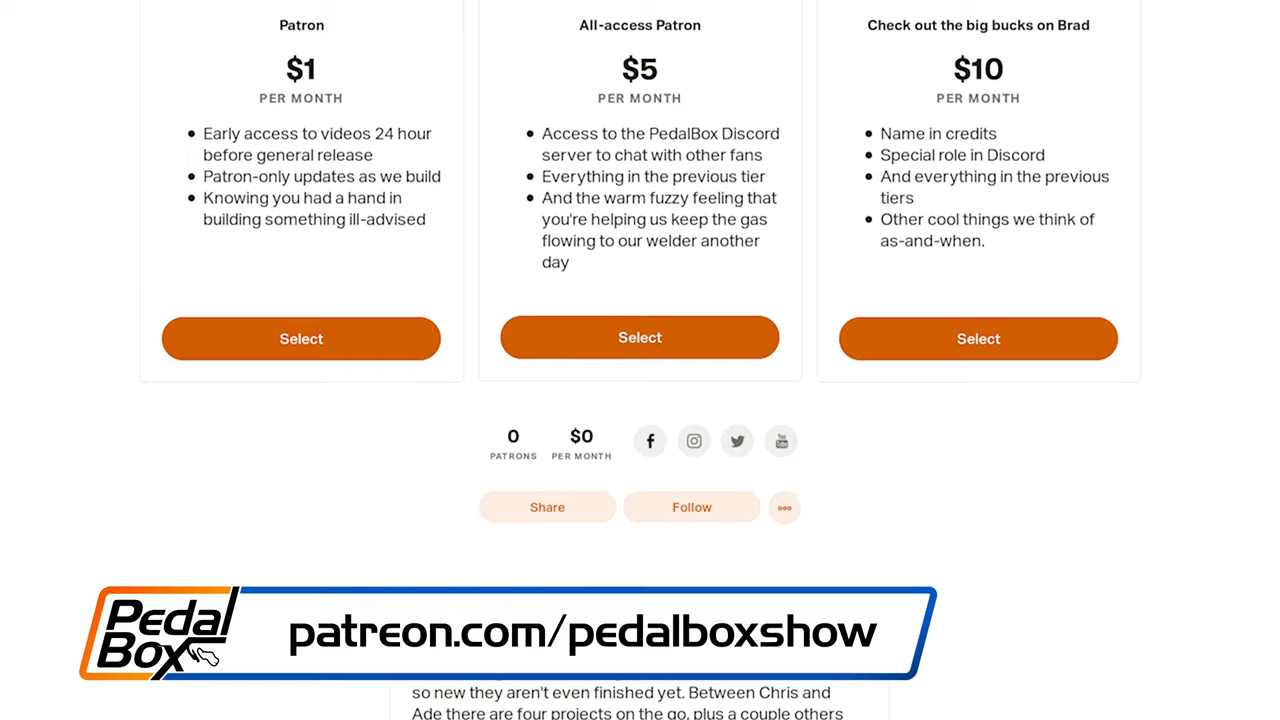 Patron
$1
PER MONTH
Early access to videos 24 hour
before general release
Patron-only updates as we build
Knowing you had a hand in
building something ill-advised
Select
All-access Patron
$5
PER MONTH
Access to the PedalBox Discord
server to chat with other fans
Everything in the previous tier
And the warm fuzzy feeling that
you're helping us keep the gas
flowing to our welder another
day
Select
Check out the big bucks on Brad
$10
PER MONTH
Name in credits
Special role in Discord
And everything in the previous
tiers
Other cool things we think of
as-and-when.
Select
0
PATRONS
$0
PER MONTH
You
Tube
Share
Follow
Pedal
Box
patreon.com/pedalboxshow
so new they aren't even finished yet. Between Chris and
Ade there are four projects on the go, plus a couple others